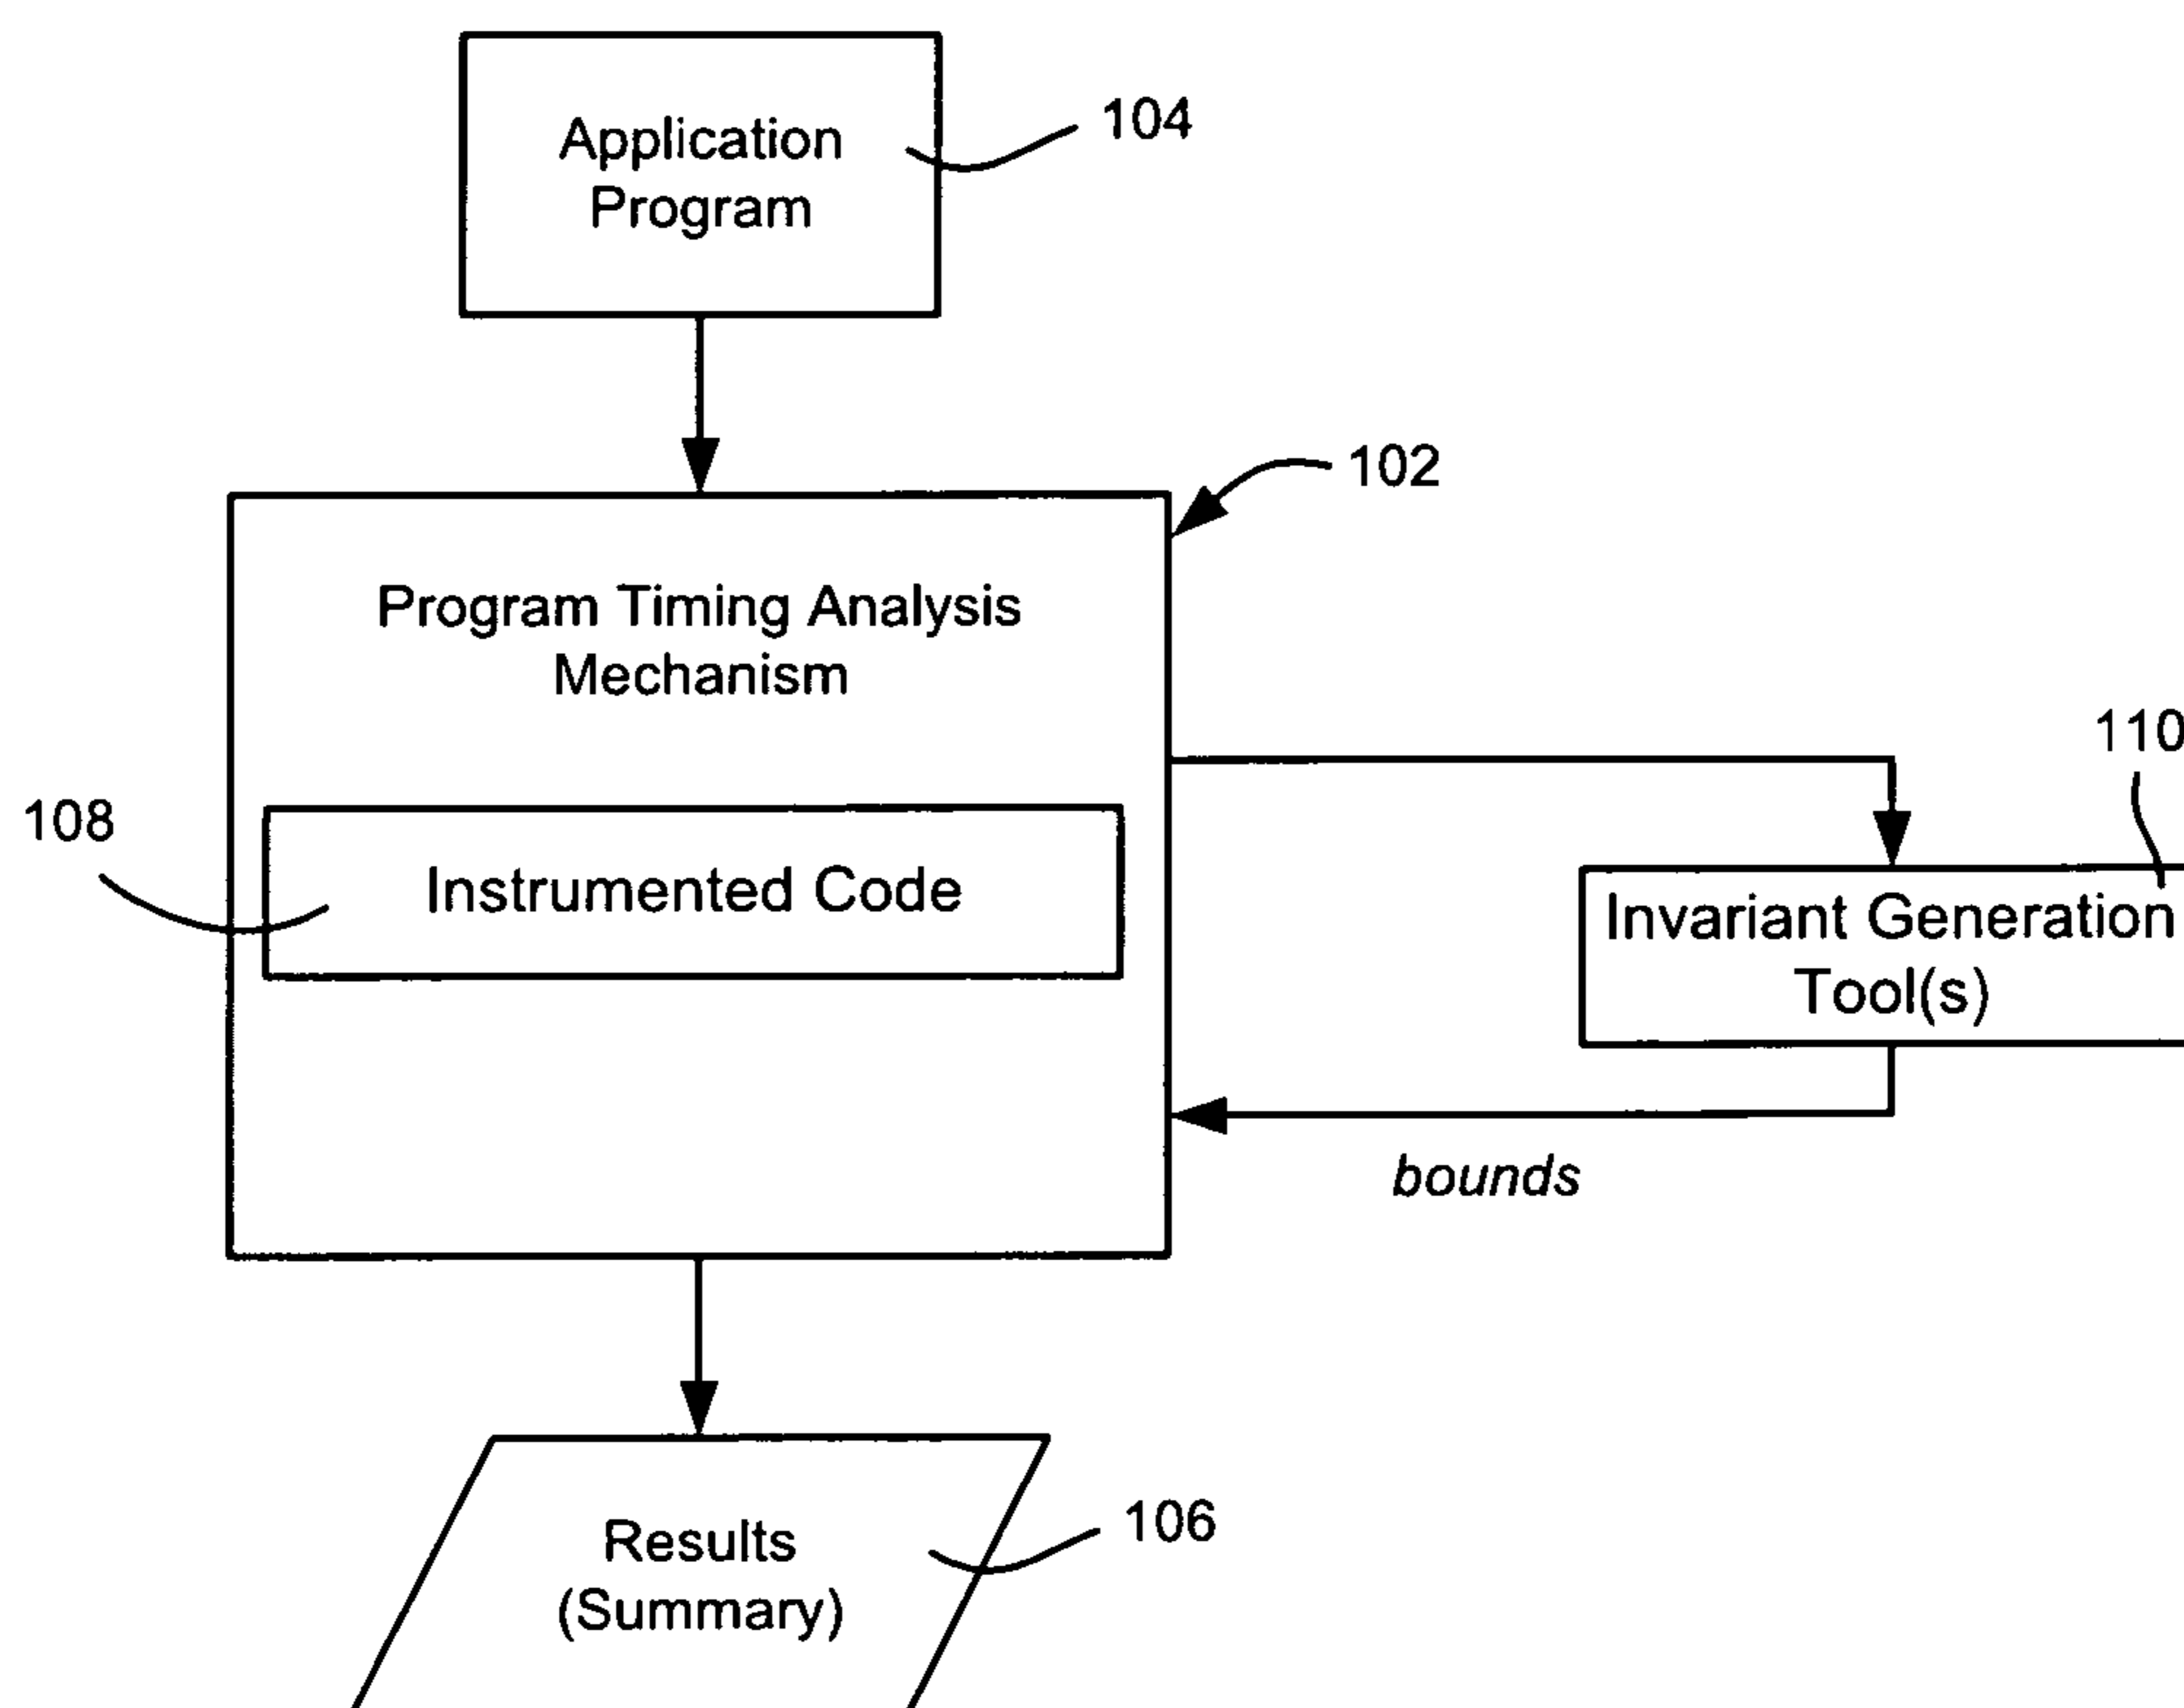 Application
Program
104
102
Program Timing Analysis
Mechanism
110
108
Instrumented Code
Invariant Generation
Tool(s)
bounds
Results
(Summary)
106